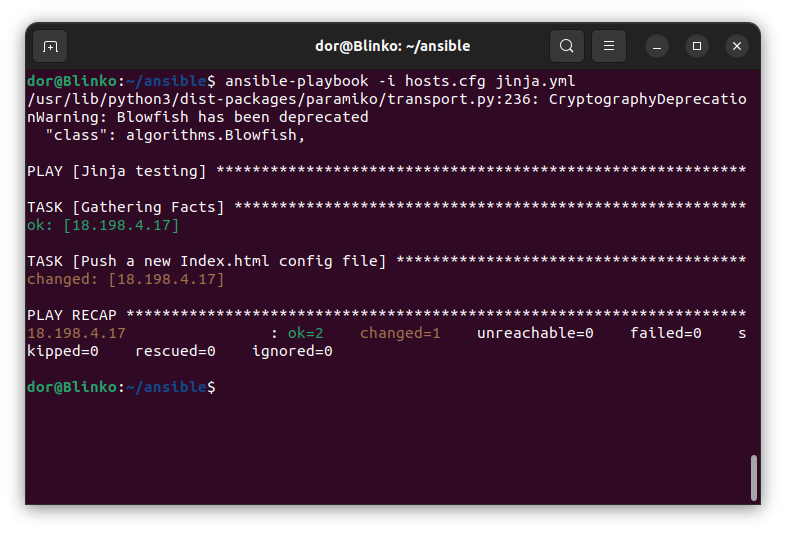 dor@Blinko: ~/ansible
dor@Blinko:~/ansible$ ansible-playbook -i hosts.cfg jinja.yml
/usr/lib/python3/dist-packages/paramiko/transport.py:236: CryptographyDeprecatio
nWarning: Blowfish has been deprecated
  "class": algorithms.Blowfish,
PLAY [Jinja testing] ***********************************************************
TASK [Gathering Facts] *********************************************************
ok: [18.198.4.17]
TASK [Push a new Index.html config file] ***************************************
changed: [18.198.4.17]
PLAY RECAP *********************************************************************
18.198.4.17                : ok=2    changed=1    unreachable=0    failed=0    s
kipped=0    rescued=0    ignored=0
dor@Blinko:~/ansible$